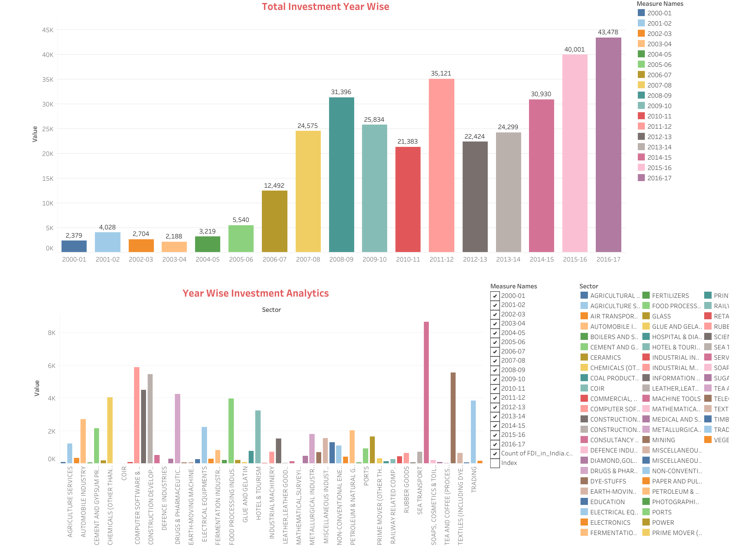 Total Investment Year Wise
Measure Names
2000-01
2001-02
2002-03
2003-04
2004-05
2005-06
2006-07
2007-08
2008-09
2009-10
2010-11
2011-12
2012-13
2013-14
2014-15
2015-16
2016-17
Value
45K
40K
35K
30K
25K
20K
15K
10K
5K
0K
2,379
4,028
2,704
2,188
3,219
5,540
12,492
24,575
31,396
25,834
21,383
35,121
22,424
24,299
30,930
40,001
43,478
2000-01 2001-02 2002-03 2003-04 2004-05 2005-06 2006-07 2007-08 2008-09 2009-10 2010-11 2011-12 2012-13 2013-14 2014-15 2015-16 2016-17
Year Wise Investment Analytics
Sector
Value
8K
6K
4K
2K
0K
AGRICULTURE SERVICES
AUTOMOBILE INDUSTRY
CEMENT AND GYPSUM PR..
CHEMICALS (OTHER THAN..
COIR
COMPUTER SOFTWARE &..
CONSTRUCTION DEVELOP..
DEFENCE INDUSTRIES
DRUGS & PHARMACEUTIC..
EARTH-MOVING MACHINE..
ELECTRICAL EQUIPMENTS
FERMENTATION INDUSTR..
FOOD PROCESSING INDUS..
GLUE AND GELATIN
HOTEL & TOURISM
INDUSTRIAL MACHINERY
LEATHER,LEATHER GOOD..
MATHEMATICAL,SURVEYI..
METALLURGICAL INDUSTR..
MISCELLANEOUS INDUST..
NON-CONVENTIONAL ENE..
PETROLEUM & NATURAL G..
PORTS
PRIME MOVER (OTHER TH..
RAILWAY RELATED COMP..
RUBBER GOODS
SEA TRANSPORT
SOAPS, COSMETICS & TOIL..
TEA AND COFFEE (PROCES..
TEXTILES (INCLUDING DYE..
TRADING
Measure Names
2000-01
2001-02
2002-03
2003-04
2004-05
2005-06
2006-07
2007-08
2008-09
2009-10
2010-11
2011-12
2012-13
2013-14
2014-15
2015-16
2016-17
Count of FDI_in_India.c...
Index
Sector
AGRICULTURAL ..
AGRICULTURE S..
AIR TRANSPOR..
AUTOMOBILE I..
BOILERS AND S..
CEMENT AND G..
CERAMICS
CHEMICALS (OT..
COAL PRODUCT..
COIR
COMMERCIAL, ..
COMPUTER SOF..
CONSTRUCTION..
CONSTRUCTION..
CONSULTANCY ..
DEFENCE INDU..
DIAMOND,GOL..
DRUGS & PHAR..
DYE-STUFFS
EARTH-MOVIN..
EDUCATION
ELECTRICAL EQ..
ELECTRONICS
FERMENTATIO..
FERTILIZERS
FOOD PROCESS..
GLASS
GLUE AND GELA..
HOSPITAL & DIA..
HOTEL & TOURI..
INDUSTRIAL IN..
INDUSTRIAL M..
INFORMATION ..
LEATHER,LEAT..
MACHINE TOOLS
MATHEMATICA..
MEDICAL AND S..
METALLURGICA..
MINING
MISCELLANEOU..
MISCELLANEOU..
NON-CONVENTI..
PAPER AND PUL..
PETROLEUM & ..
PHOTOGRAPHI..
PORTS
POWER
PRIME MOVER (..
PRIN
RAIL
RETA
RUBE
SCIEN
SEA T
SERV
SOAP
SUGA
TEA A
TELE
TEXT
TIMB
TRAD
VEGE